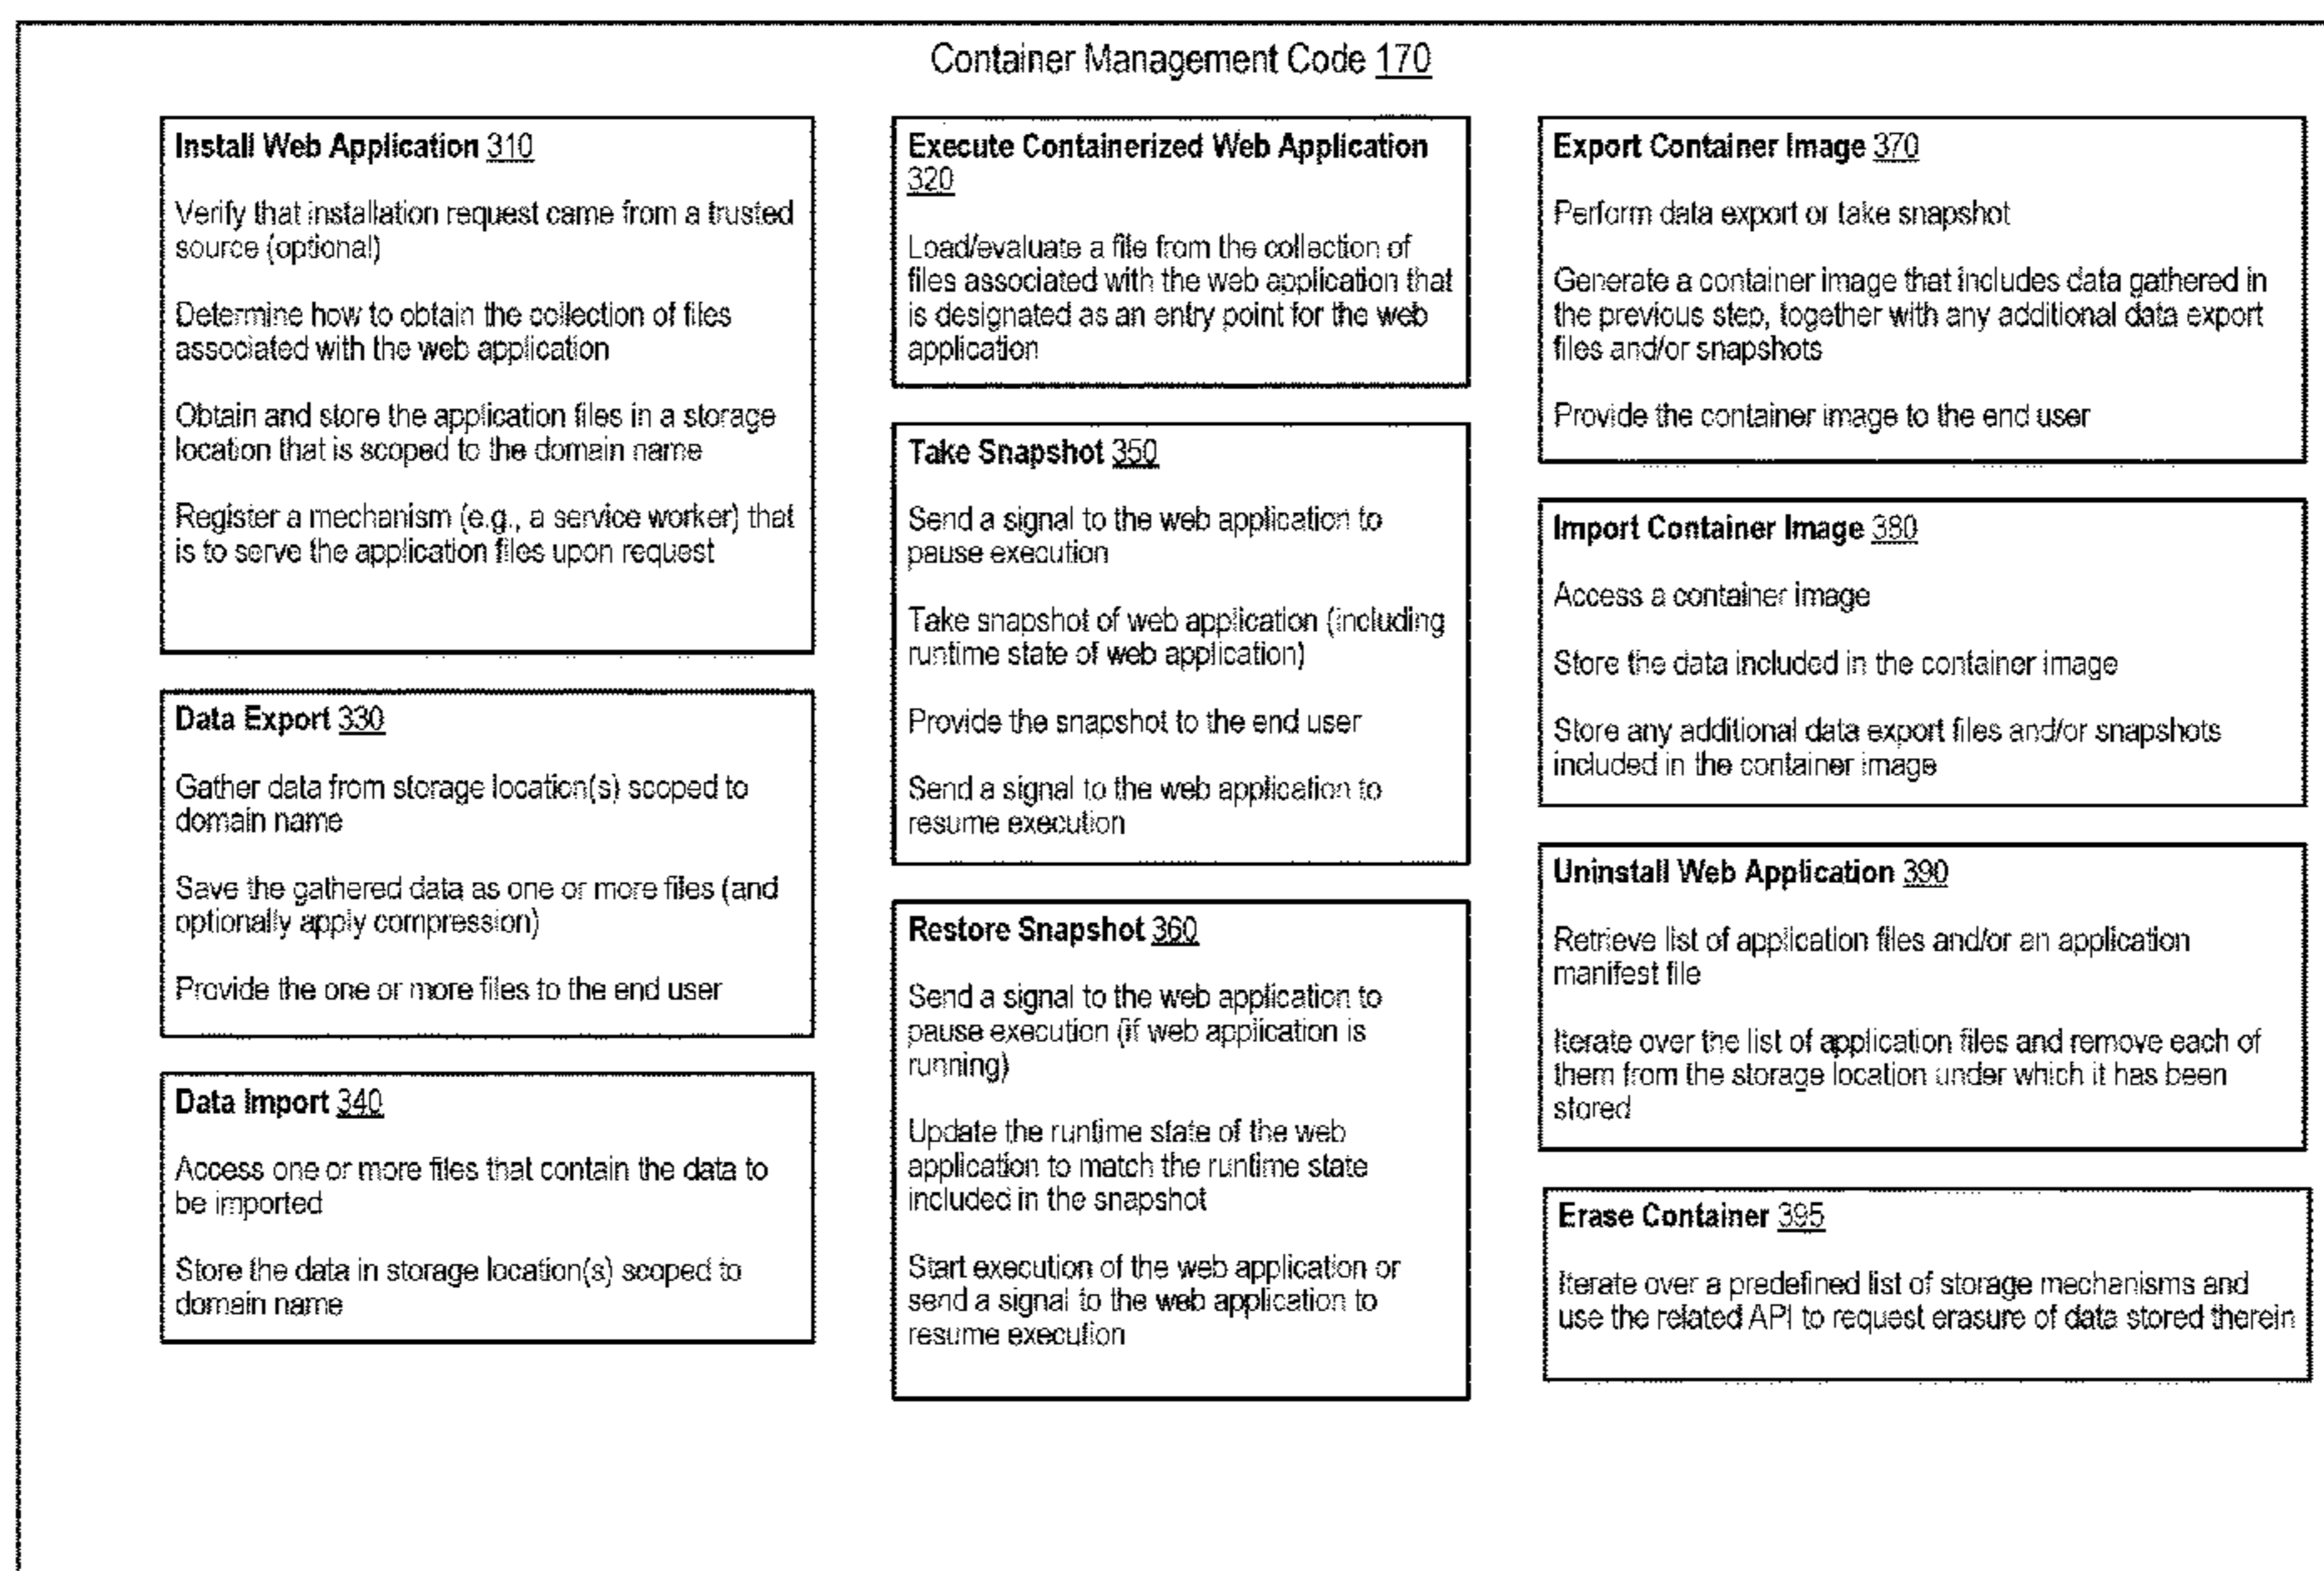 Container Management Code 170
Install Web Application 310
Verify that installation request came from a trusted
source (optional)
Determine how to obtain the collection of files
associated with the web application
Obtain and store the application files in a storage
location that is scoped to the domain name
Register a mechanism (e.g., a service worker) that
is to serve the application files upon request
Data Export 330
Gather data from storage location(s) scoped to
domain name
Save the gathered data as one or more files (and
optionally apply compression)
Provide the one or more files to the end user
Data Import 340
Access one or more files that contain the data to
be imported
Store the data in storage location(s) scoped to
domain name
Execute Containerized Web Application
320
Load/evaluate a file from the collection of
files associated with the web application that
is designated as an entry point for the web
application
Take Snapshot 350
Send a signal to the web application to
pause execution
Take snapshot of web application (including
runtime state of web application)
Provide the snapshot to the end user
Send a signal to the web application to
resume execution
Restore Snapshot 360
Send a signal to the web application to
pause execution (if web application is
running)
Update the runtime state of the web
application to match the runtime state
included in the snapshot
Start execution of the web application or
send a signal to the web application to
resume execution
Export Container Image 370
Perform data export or take snapshot
Generate a container image that includes data gathered in
the previous step, together with any additional data export
files and/or snapshots
Provide the container image to the end user
Import Container Image 380
Access a container image
Store the data included in the container image
Store any additional data export files and/or snapshots
included in the container image
Uninstall Web Application 390
Retrieve list of application files and/or an application
manifest file
Iterate over the list of application files and remove each of
them from the storage location under which it has been
stored
Erase Container 395
Iterate over a predefined list of storage mechanisms and
use the related API to request erasure of data stored therein